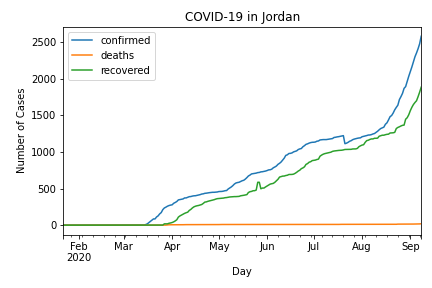 COVID-19 in Jordan
confirmed
deaths
recovered
Number of Cases
2500
2000
1500
1000
500
0
Feb Mar Apr May Jun Jul Aug Sep
2020
Day